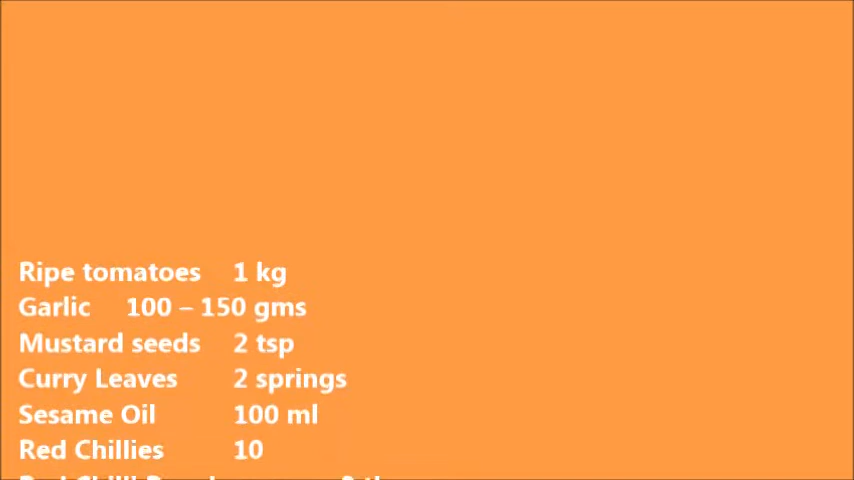 Ripe tomatoes 1 kg
Garlic 100 – 150 gms
Mustard seeds 2 tsp
Curry Leaves 2 springs
Sesame Oil 100 ml
Red Chillies 10